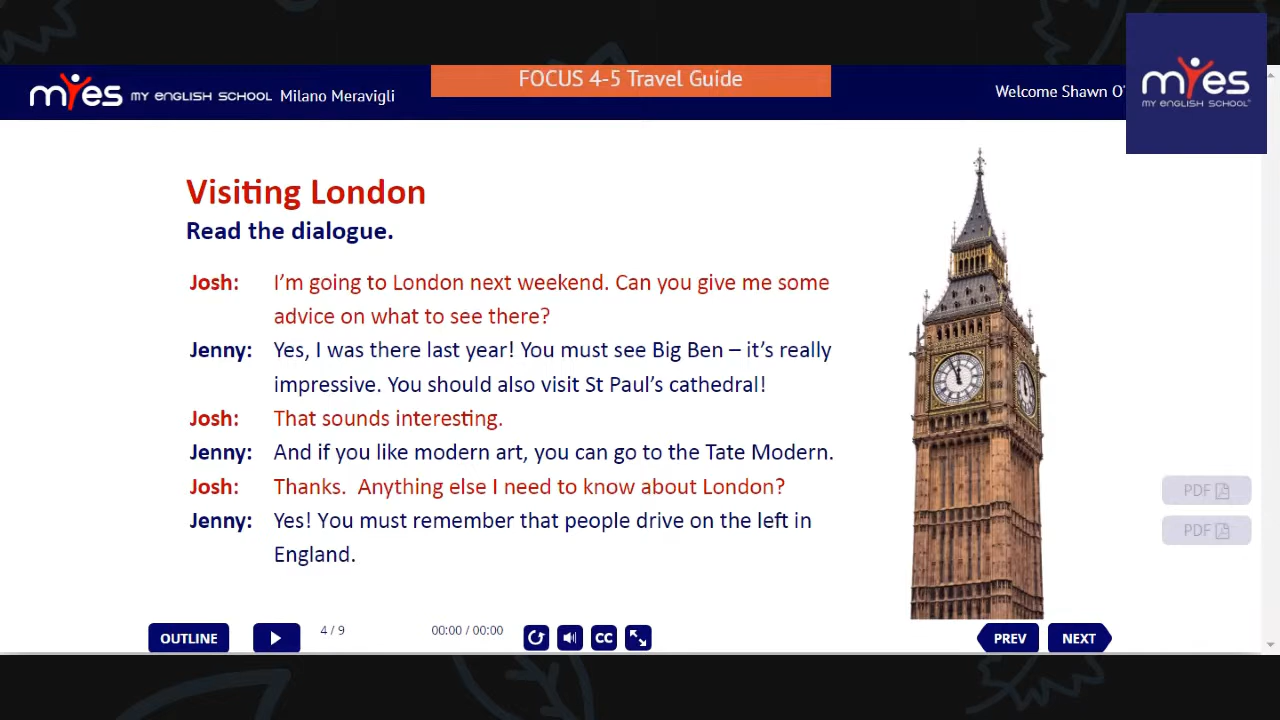 FOCUS 4-5 Travel Guide
myes MY ENGLISH SCHOOL Milano Meravigli
Welcome Shawn O'
myes
MY ENGLISH SCHOOL
Visiting London
Read the dialogue.
Josh: I'm going to London next weekend. Can you give me some
advice on what to see there?
Jenny: Yes, I was there last year! You must see Big Ben – it's really
impressive. You should also visit St Paul's cathedral!
Josh: That sounds interesting.
Jenny: And if you like modern art, you can go to the Tate Modern.
Josh: Thanks.  Anything else I need to know about London?
Jenny: Yes! You must remember that people drive on the left in
England.
PDF
PDF
OUTLINE 4 / 9 00:00 / 00:00 CC PREV NEXT